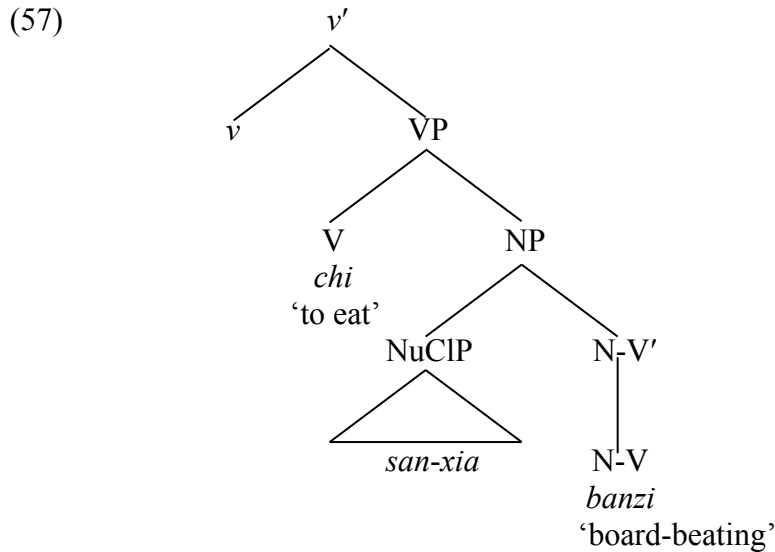 (57) v′
v VP
V NP
chi
‘to eat’
NuClP N-V′
san-xia N-V
banzi
‘board-beating’